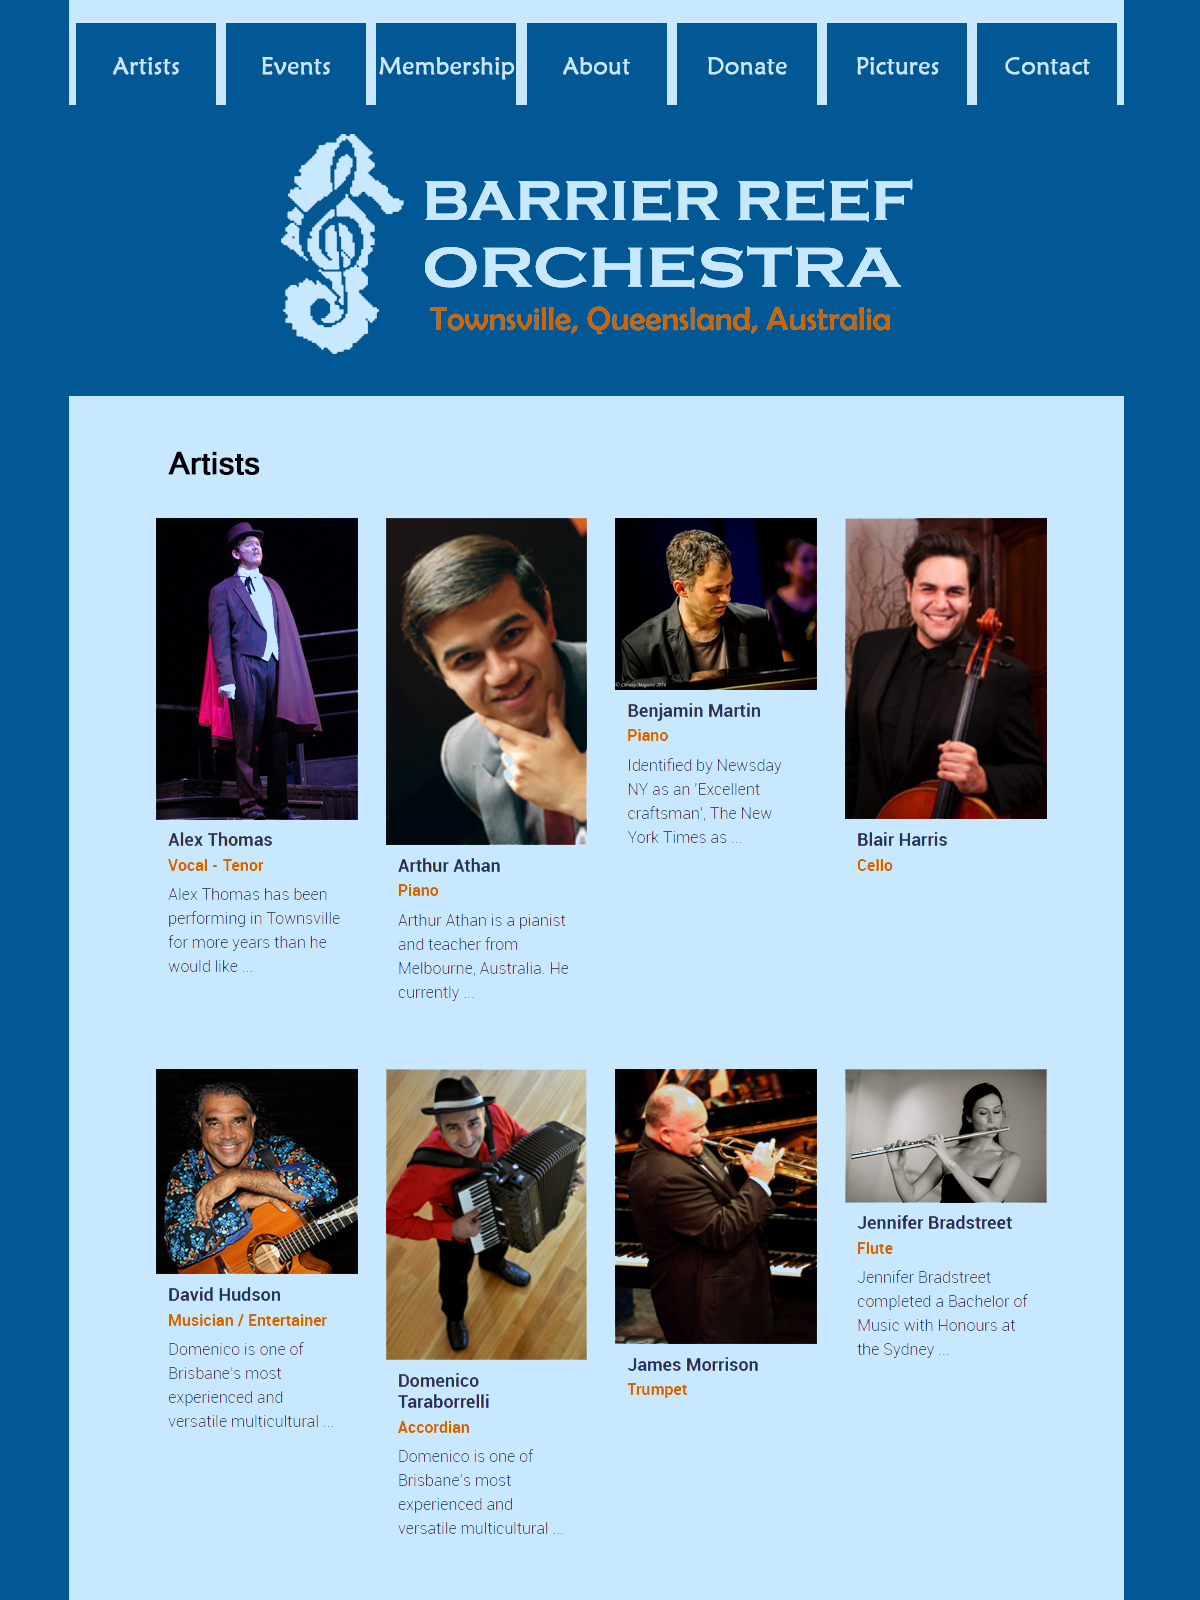 Artists
Events
Membership
About
Donate
Pictures
Contact
BARRIER REEF
ORCHESTRA
Townsville, Queensland, Australia
Artists
Alex Thomas
Vocal - Tenor
Alex Thomas has been
performing in Townsville
for more years than he
would like ...
Arthur Athan
Piano
Arthur Athan is a pianist
and teacher from
Melbourne, Australia. He
currently ...
© Christy Maguire 2014
Benjamin Martin
Piano
Identified by Newsday
NY as an 'Excellent
craftsman', The New
York Times as ...
Blair Harris
Cello
David Hudson
Musician / Entertainer
Domenico is one of
Brisbane's most
experienced and
versatile multicultural ...
Domenico
Taraborrelli
Accordian
Domenico is one of
Brisbane's most
experienced and
versatile multicultural ...
James Morrison
Trumpet
Jennifer Bradstreet
Flute
Jennifer Bradstreet
completed a Bachelor of
Music with Honours at
the Sydney ...